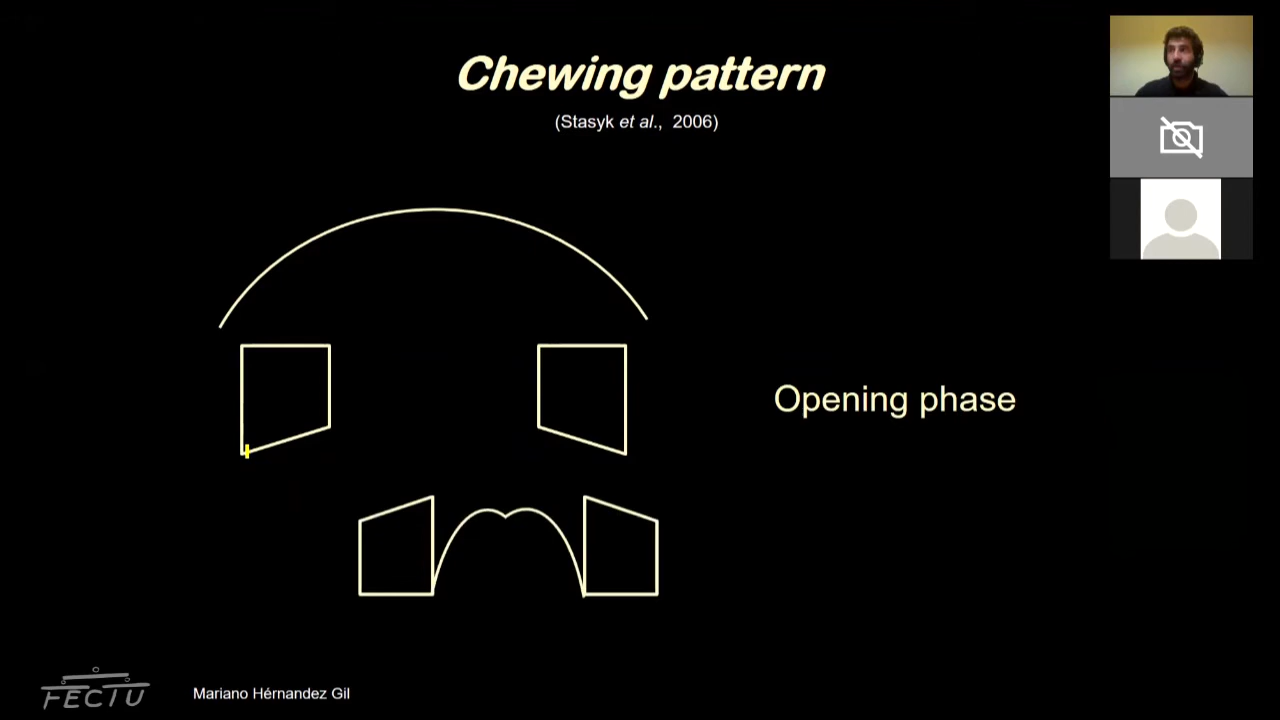 Chewing pattern
(Stasyk et al., 2006)
Opening phase
FECTU
Mariano Hérnandez Gil